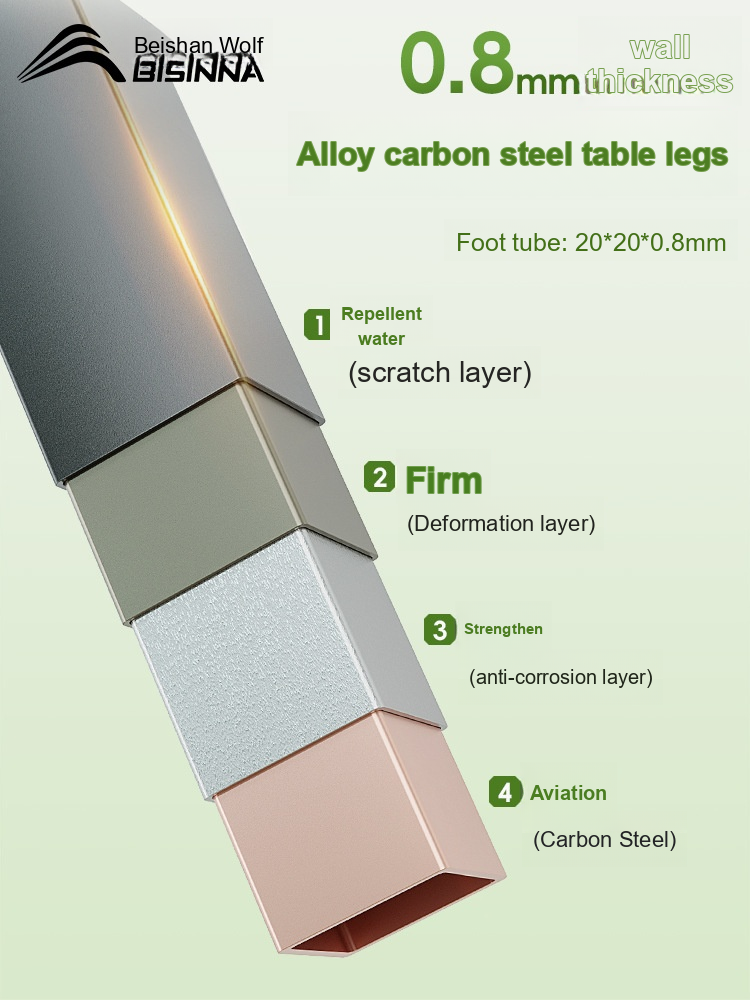 Beishan Wolf
BISINNA
0.8mm wall
thickness
Alloy carbon steel table legs
Foot tube: 20*20*0.8mm
1 Repellent
water
(scratch layer)
2 Firm
(Deformation layer)
3 Strengthen
(anti-corrosion layer)
4 Aviation
(Carbon Steel)